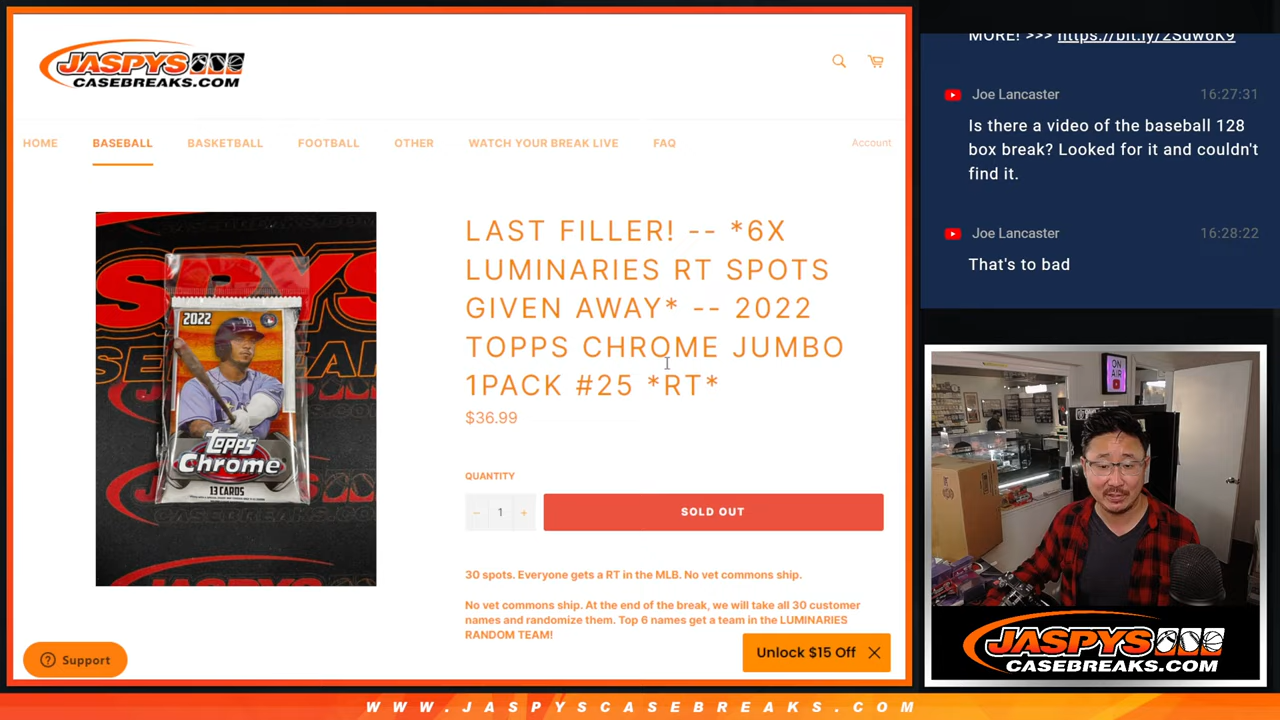 JASPYS
CASEBREAKS.COM
HOME
BASEBALL
BASKETBALL
FOOTBALL
OTHER
WATCH YOUR BREAK LIVE
FAQ
Account
2022
Topps
Chrome
13 CARDS
LAST FILLER! -- *6X
LUMINARIES RT SPOTS
GIVEN AWAY* -- 2022
TOPPS CHROME JUMBO
1PACK #25 *RT*
$36.99
QUANTITY
− 1 +
SOLD OUT
30 spots. Everyone gets a RT in the MLB. No vet commons ship.
No vet commons ship. At the end of the break, we will take all 30 customer
names and randomize them. Top 6 names get a team in the LUMINARIES
RANDOM TEAM!
Support
Unlock $15 Off
MORE! >>> https://bit.ly/2Sdw6K9
Joe Lancaster 16:27:31
Is there a video of the baseball 128
box break? Looked for it and couldn't
find it.
Joe Lancaster 16:28:22
That's to bad
ON
AIR
JASPYS
CASEBREAKS.COM
WWW.JASPYSCASEBREAKS.COM